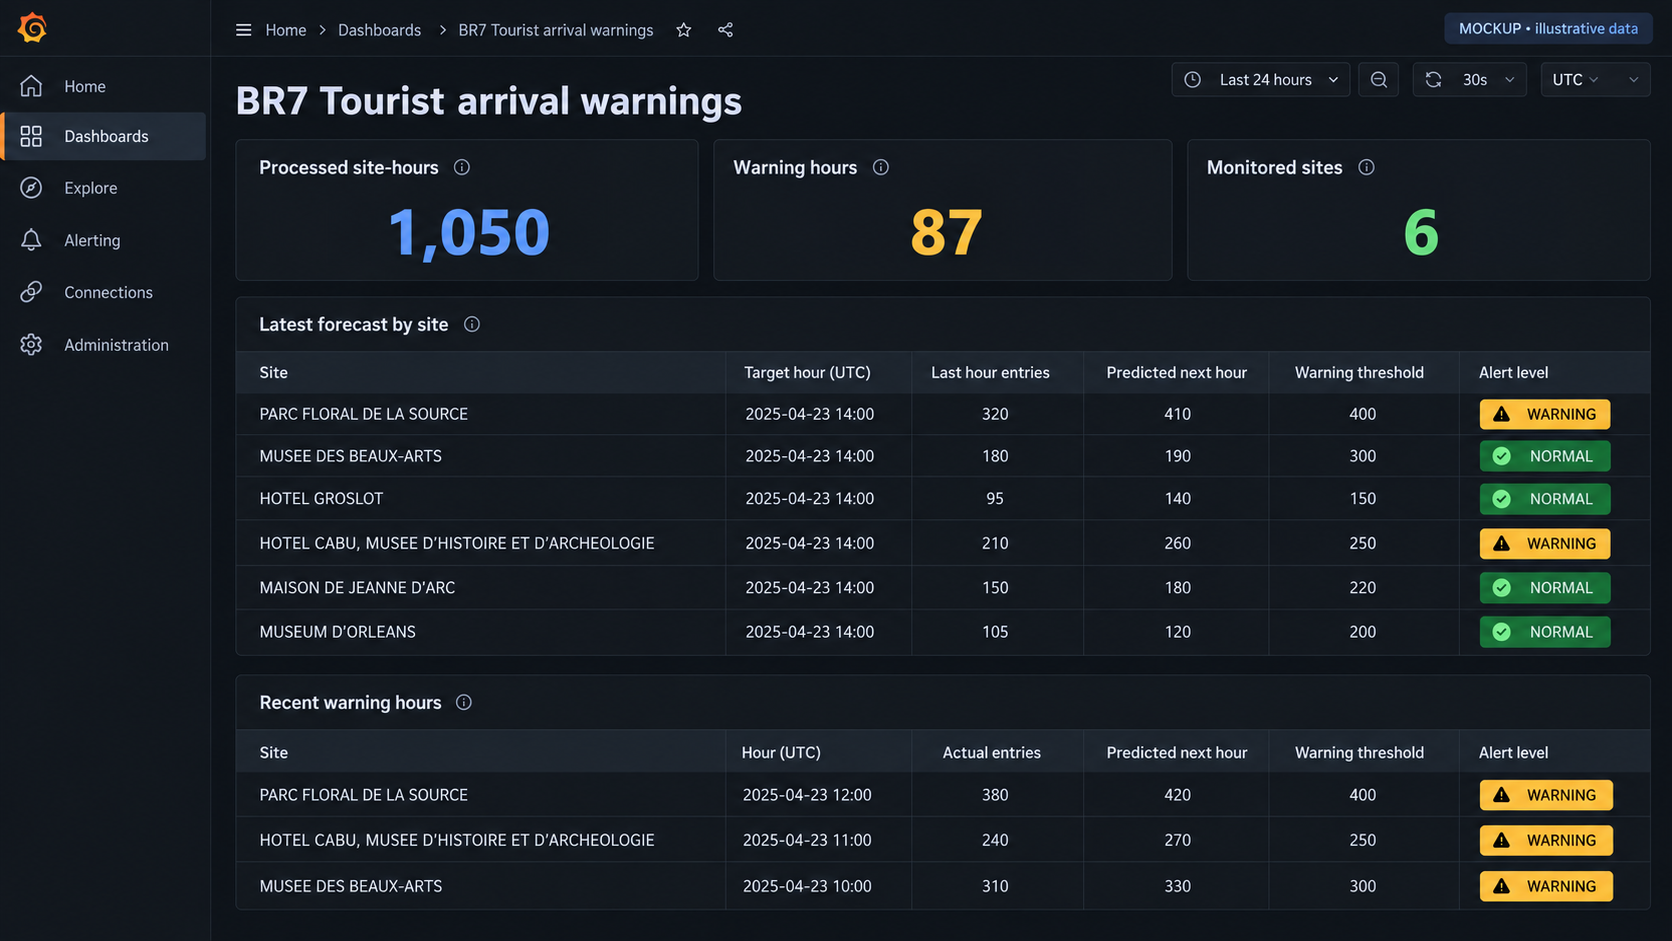 Home > Dashboards > BR7 Tourist arrival warnings
MOCKUP • illustrative data
Home
Dashboards
Explore
Alerting
Connections
Administration
BR7 Tourist arrival warnings
Last 24 hours
30s
UTC
Processed site-hours
1,050
Warning hours
87
Monitored sites
6
Latest forecast by site
Site Target hour (UTC) Last hour entries Predicted next hour Warning threshold Alert level
PARC FLORAL DE LA SOURCE 2025-04-23 14:00 320 410 400 WARNING
MUSEE DES BEAUX-ARTS 2025-04-23 14:00 180 190 300 NORMAL
HOTEL GROSLOT 2025-04-23 14:00 95 140 150 NORMAL
HOTEL CABU, MUSEE D'HISTOIRE ET D'ARCHEOLOGIE 2025-04-23 14:00 210 260 250 WARNING
MAISON DE JEANNE D'ARC 2025-04-23 14:00 150 180 220 NORMAL
MUSEUM D'ORLEANS 2025-04-23 14:00 105 120 200 NORMAL
Recent warning hours
Site Hour (UTC) Actual entries Predicted next hour Warning threshold Alert level
PARC FLORAL DE LA SOURCE 2025-04-23 12:00 380 420 400 WARNING
HOTEL CABU, MUSEE D'HISTOIRE ET D'ARCHEOLOGIE 2025-04-23 11:00 240 270 250 WARNING
MUSEE DES BEAUX-ARTS 2025-04-23 10:00 310 330 300 WARNING